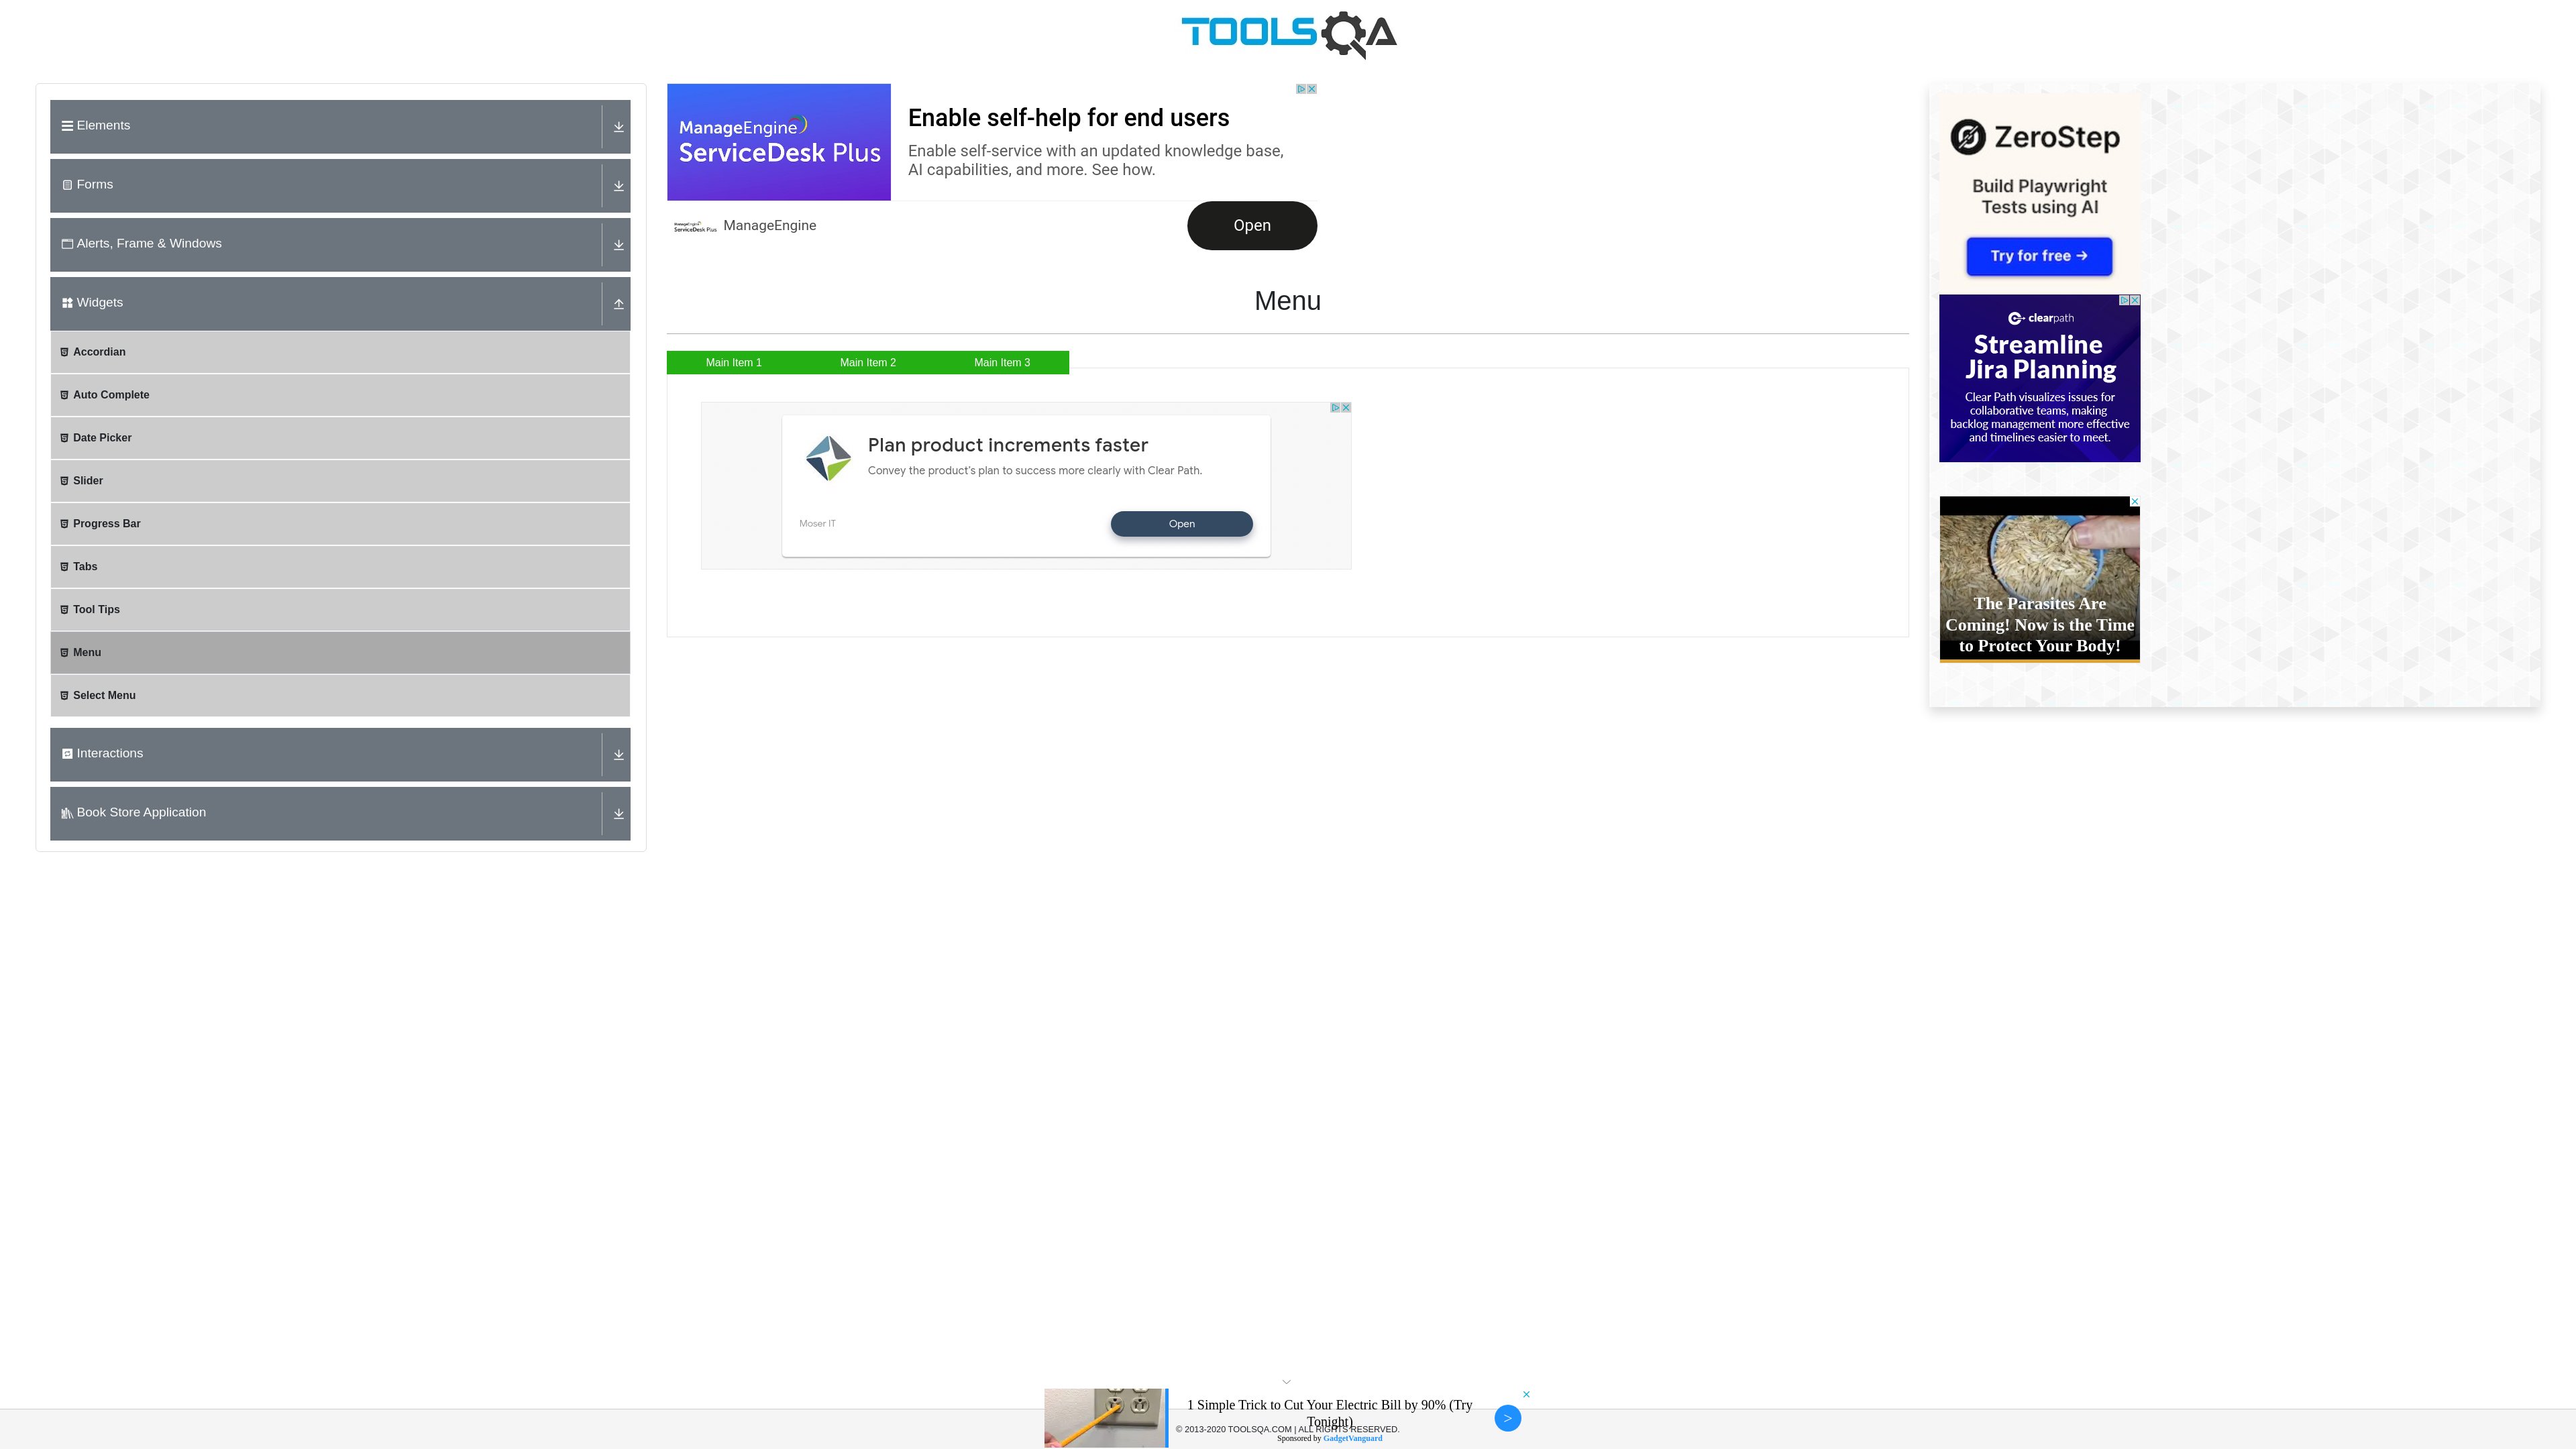 TOOLSQA
Elements
Forms
Alerts, Frame & Windows
Widgets
Accordian
Auto Complete
Date Picker
Slider
Progress Bar
Tabs
Tool Tips
Menu
Select Menu
Interactions
Book Store Application
ManageEngine
ServiceDesk Plus
Enable self-help for end users
Enable self-service with an updated knowledge base,
AI capabilities, and more. See how.
ManageEngine
ServiceDesk Plus
ManageEngine
Open
Menu
Main Item 1
Main Item 2
Main Item 3
Plan product increments faster
Convey the product's plan to success more clearly with Clear Path.
Moser IT
Open
ZeroStep
Build Playwright
Tests using AI
Try for free →
clearpath
Streamline
Jira Planning
Clear Path visualizes issues for
collaborative teams, making
backlog management more effective
and timelines easier to meet.
The Parasites Are
Coming! Now is the Time
to Protect Your Body!
1 Simple Trick to Cut Your Electric Bill by 90% (Try
Tonight)
© 2013-2020 TOOLSQA.COM | ALL RIGHTS RESERVED.
Sponsored by GadgetVanguard